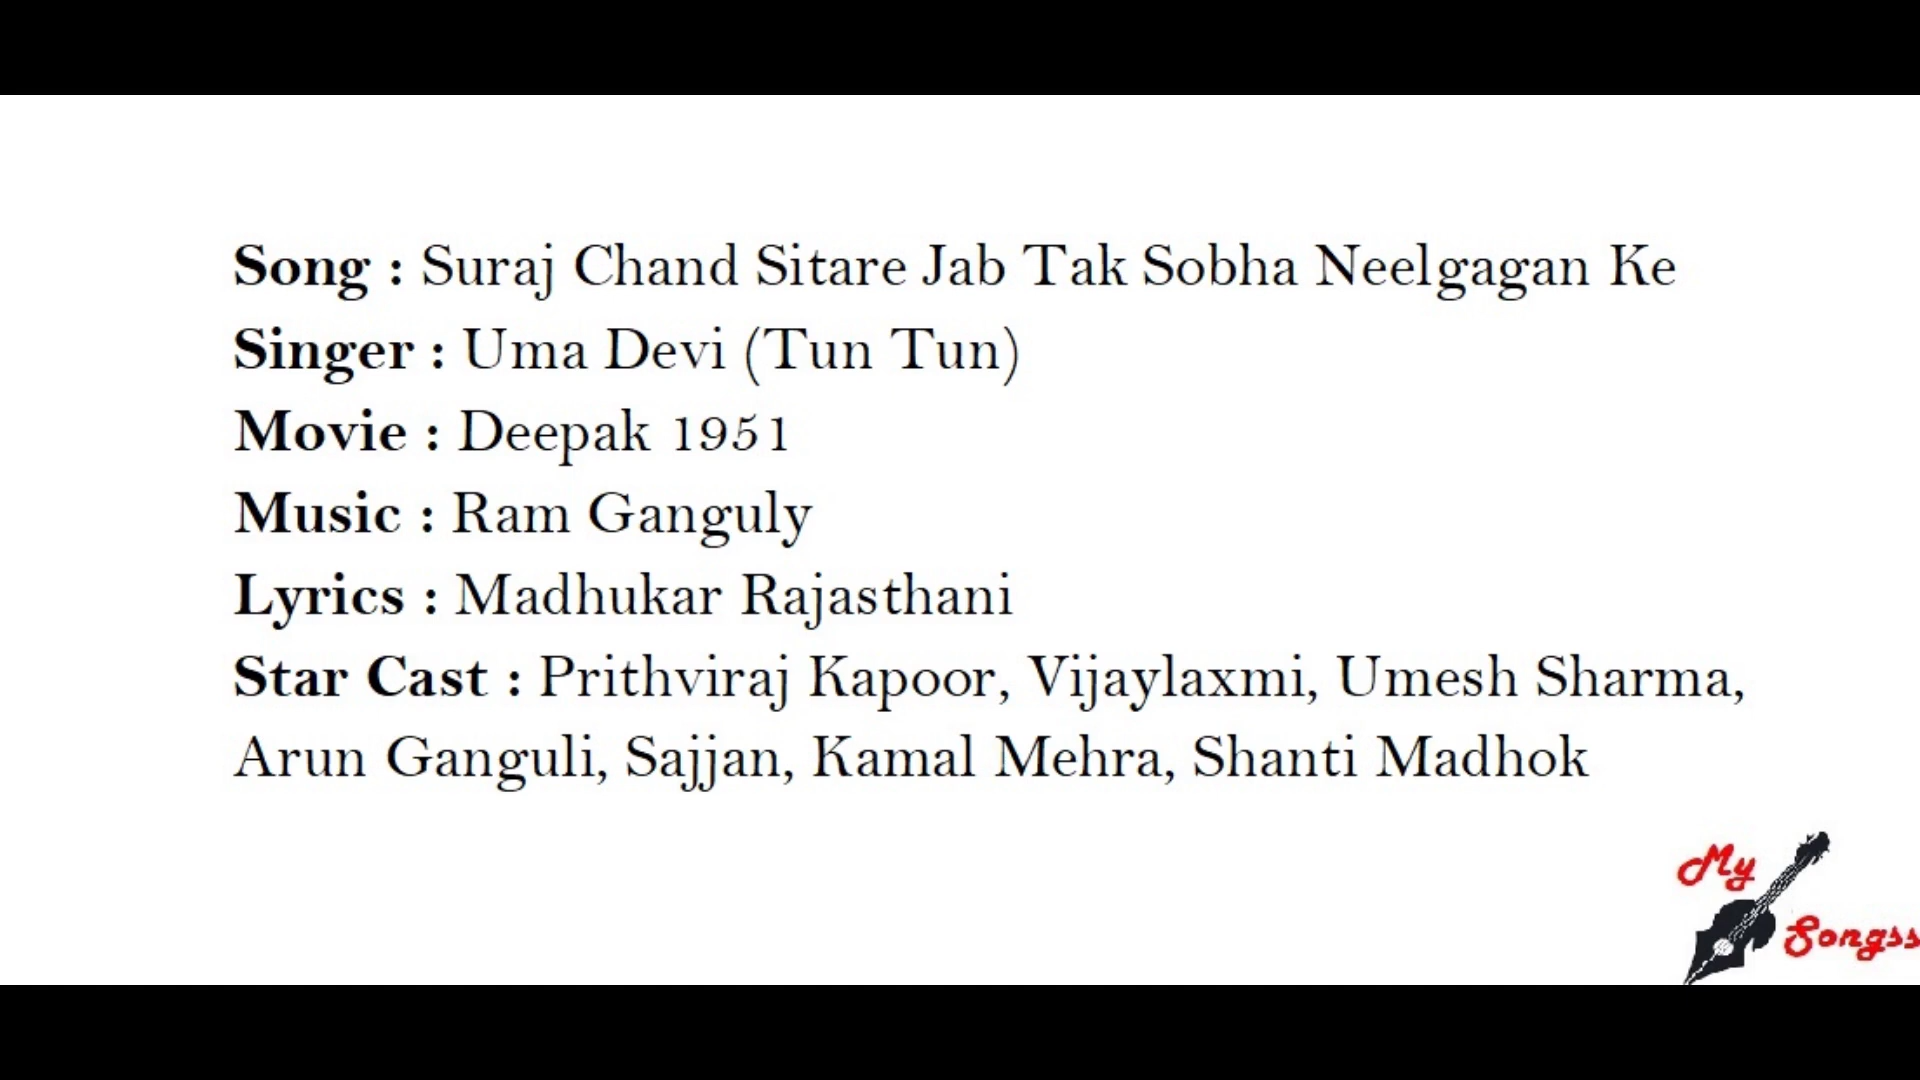 Song : Suraj Chand Sitare Jab Tak Sobha Neelgagan Ke
Singer : Uma Devi (Tun Tun)
Movie : Deepak 1951
Music : Ram Ganguly
Lyrics : Madhukar Rajasthani
Star Cast : Prithviraj Kapoor, Vijaylaxmi, Umesh Sharma,
Arun Ganguli, Sajjan, Kamal Mehra, Shanti Madhok
My
Songss